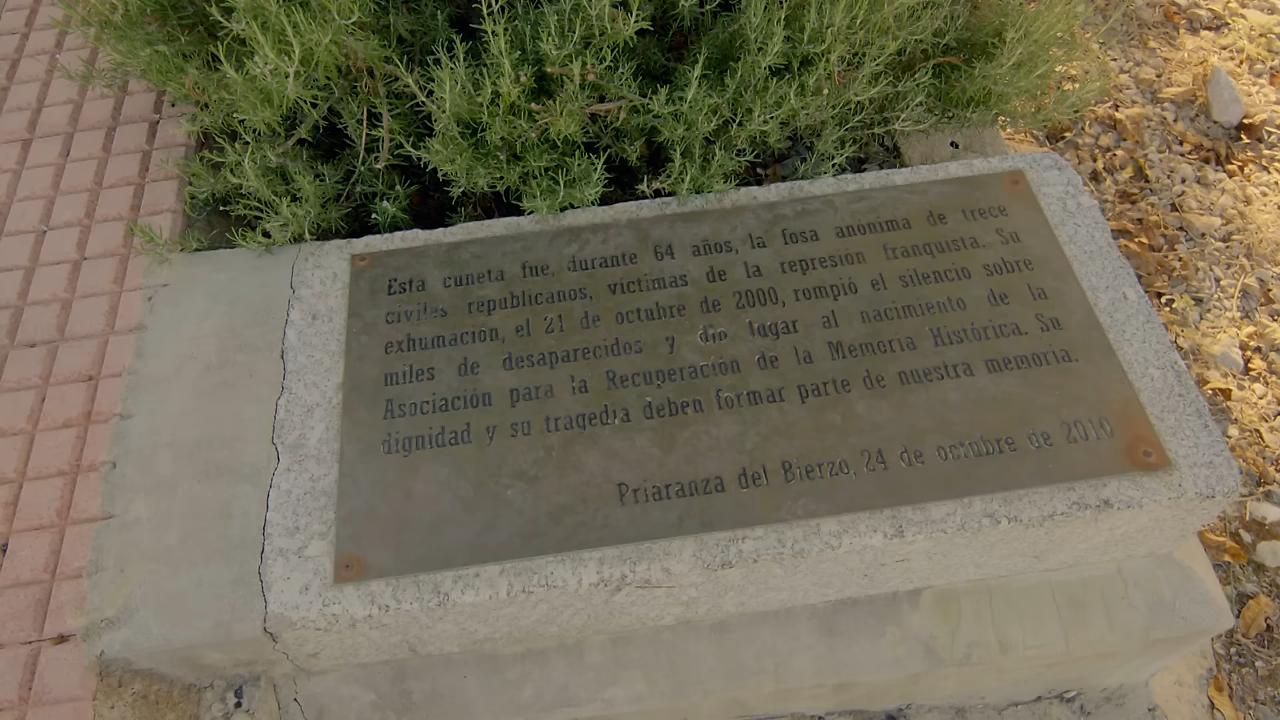 Esta cuneta fue, durante 64 años, la fosa anónima de trece
civiles republicanos, víctimas de la represión franquista. Su
exhumación, el 21 de octubre de 2000, rompió el silencio sobre
miles de desaparecidos y dio lugar al nacimiento de la
Asociación para la Recuperación de la Memoria Histórica. Su
dignidad y su tragedia deben formar parte de nuestra memoria.
Priaranza del Bierzo, 24 de octubre de 2010